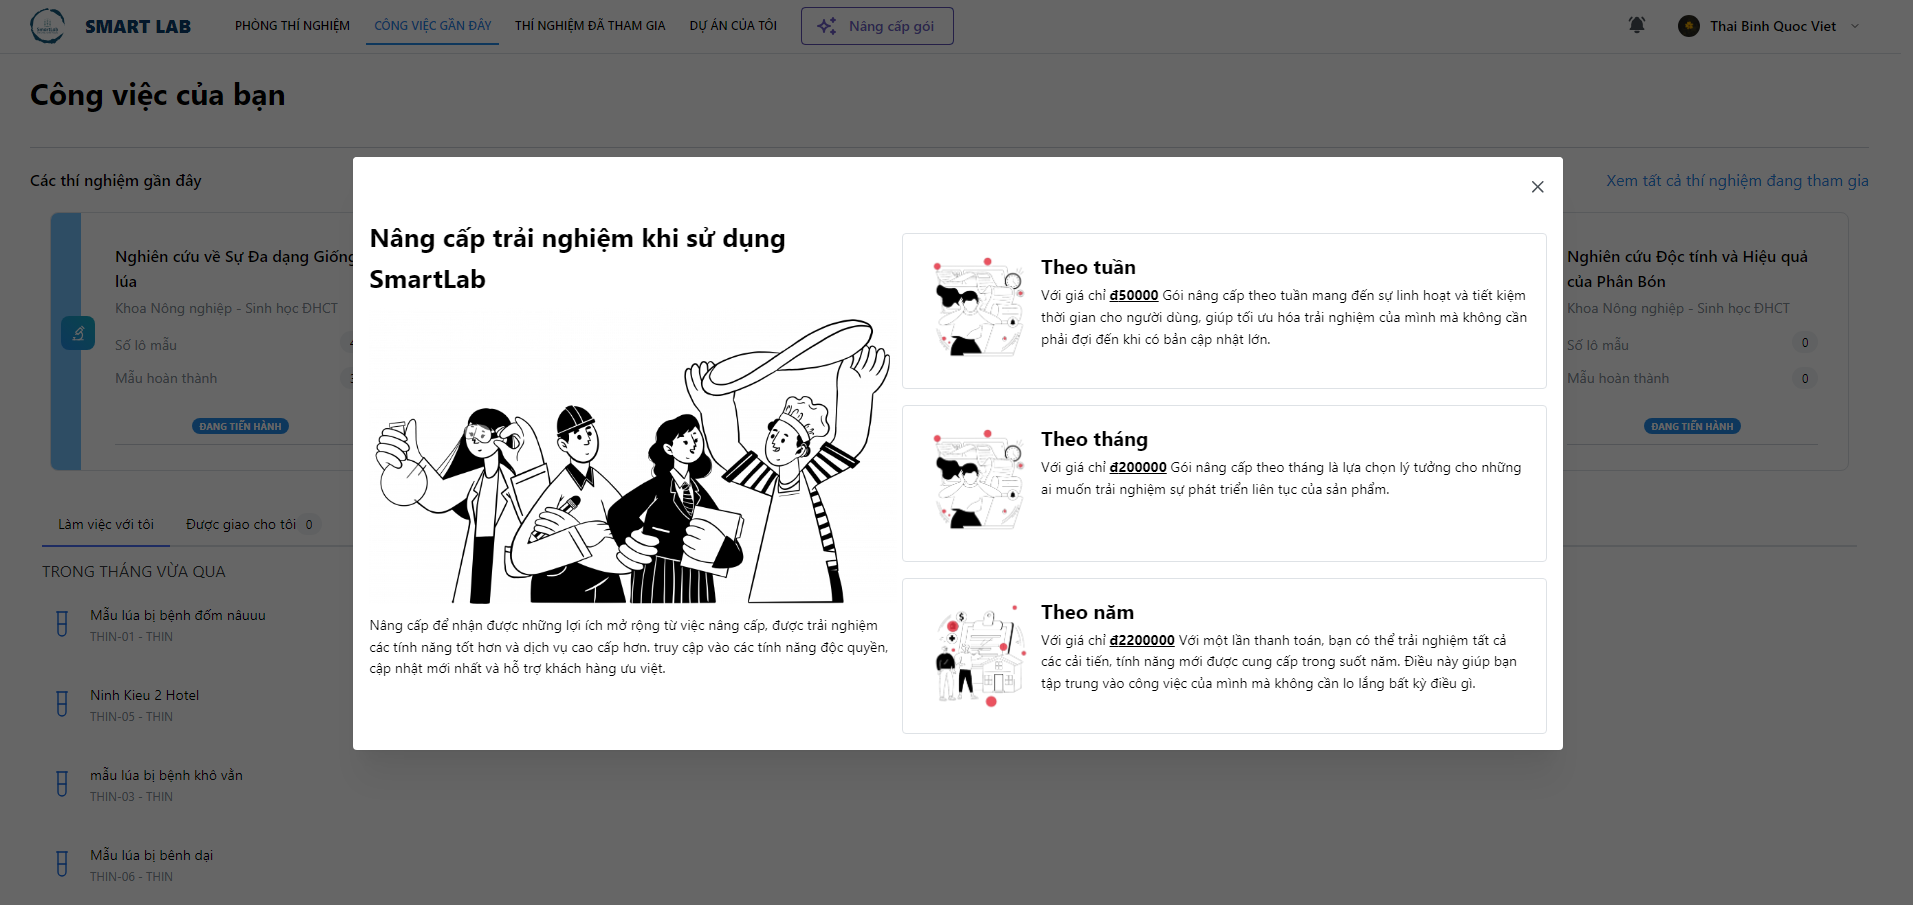 SMART LAB
PHÒNG THÍ NGHIỆM
CÔNG VIỆC GẦN ĐÂY
THÍ NGHIỆM ĐÃ THAM GIA
DỰ ÁN CỦA TÔI
Nâng cấp gói
Thai Binh Quoc Viet
Công việc của bạn
Các thí nghiệm gần đây
Xem tất cả thí nghiệm đang tham gia
Nghiên cứu về Sự Đa dạng Giống
lúa
Khoa Nông nghiệp - Sinh học ĐHCT
Số lô mẫu
Mẫu hoàn thành
ĐANG TIẾN HÀNH
Nâng cấp trải nghiệm khi sử dụng
SmartLab
Nâng cấp để nhận được những lợi ích mở rộng từ việc nâng cấp, được trải nghiệm
các tính năng tốt hơn và dịch vụ cao cấp hơn. truy cập vào các tính năng độc quyền,
cập nhật mới nhất và hỗ trợ khách hàng ưu việt.
Theo tuần
Với giá chỉ đ50000 Gói nâng cấp theo tuần mang đến sự linh hoạt và tiết kiệm
thời gian cho người dùng, giúp tối ưu hóa trải nghiệm của mình mà không cần
phải đợi đến khi có bản cập nhật lớn.
Theo tháng
Với giá chỉ đ200000 Gói nâng cấp theo tháng là lựa chọn lý tưởng cho những
ai muốn trải nghiệm sự phát triển liên tục của sản phẩm.
Theo năm
Với giá chỉ đ2200000 Với một lần thanh toán, bạn có thể trải nghiệm tất cả
các cải tiến, tính năng mới được cung cấp trong suốt năm. Điều này giúp bạn
tập trung vào công việc của mình mà không cần lo lắng bất kỳ điều gì.
Nghiên cứu Độc tính và Hiệu quả
của Phân Bón
Khoa Nông nghiệp - Sinh học ĐHCT
Số lô mẫu 0
Mẫu hoàn thành 0
ĐANG TIẾN HÀNH
Làm việc với tôi
Được giao cho tôi 0
TRONG THÁNG VỪA QUA
Mẫu lúa bị bệnh đốm nâuuu
THIN-01 - THIN
Ninh Kieu 2 Hotel
THIN-05 - THIN
mẫu lúa bị bệnh khô vằn
THIN-03 - THIN
Mẫu lúa bị bênh dại
THIN-06 - THIN